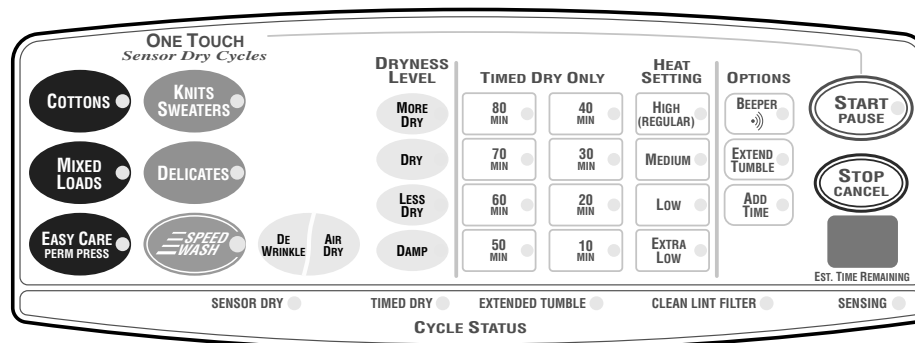 ONE TOUCH
Sensor Dry Cycles
COTTONS
KNITS
SWEATERS
MIXED
LOADS
DELICATES
EASY CARE
PERM PRESS
SPEED
WASH
DE
WRINKLE
AIR
DRY
DRYNESS
LEVEL
MORE
DRY
DRY
LESS
DRY
DAMP
TIMED DRY ONLY
80
MIN
40
MIN
70
MIN
30
MIN
60
MIN
20
MIN
50
MIN
10
MIN
HEAT
SETTING
HIGH
(REGULAR)
MEDIUM
LOW
EXTRA
LOW
OPTIONS
BEEPER
EXTEND
TUMBLE
ADD
TIME
START
PAUSE
STOP
CANCEL
EST. TIME REMAINING
SENSOR DRY
TIMED DRY
EXTENDED TUMBLE
CLEAN LINT FILTER
SENSING
CYCLE STATUS